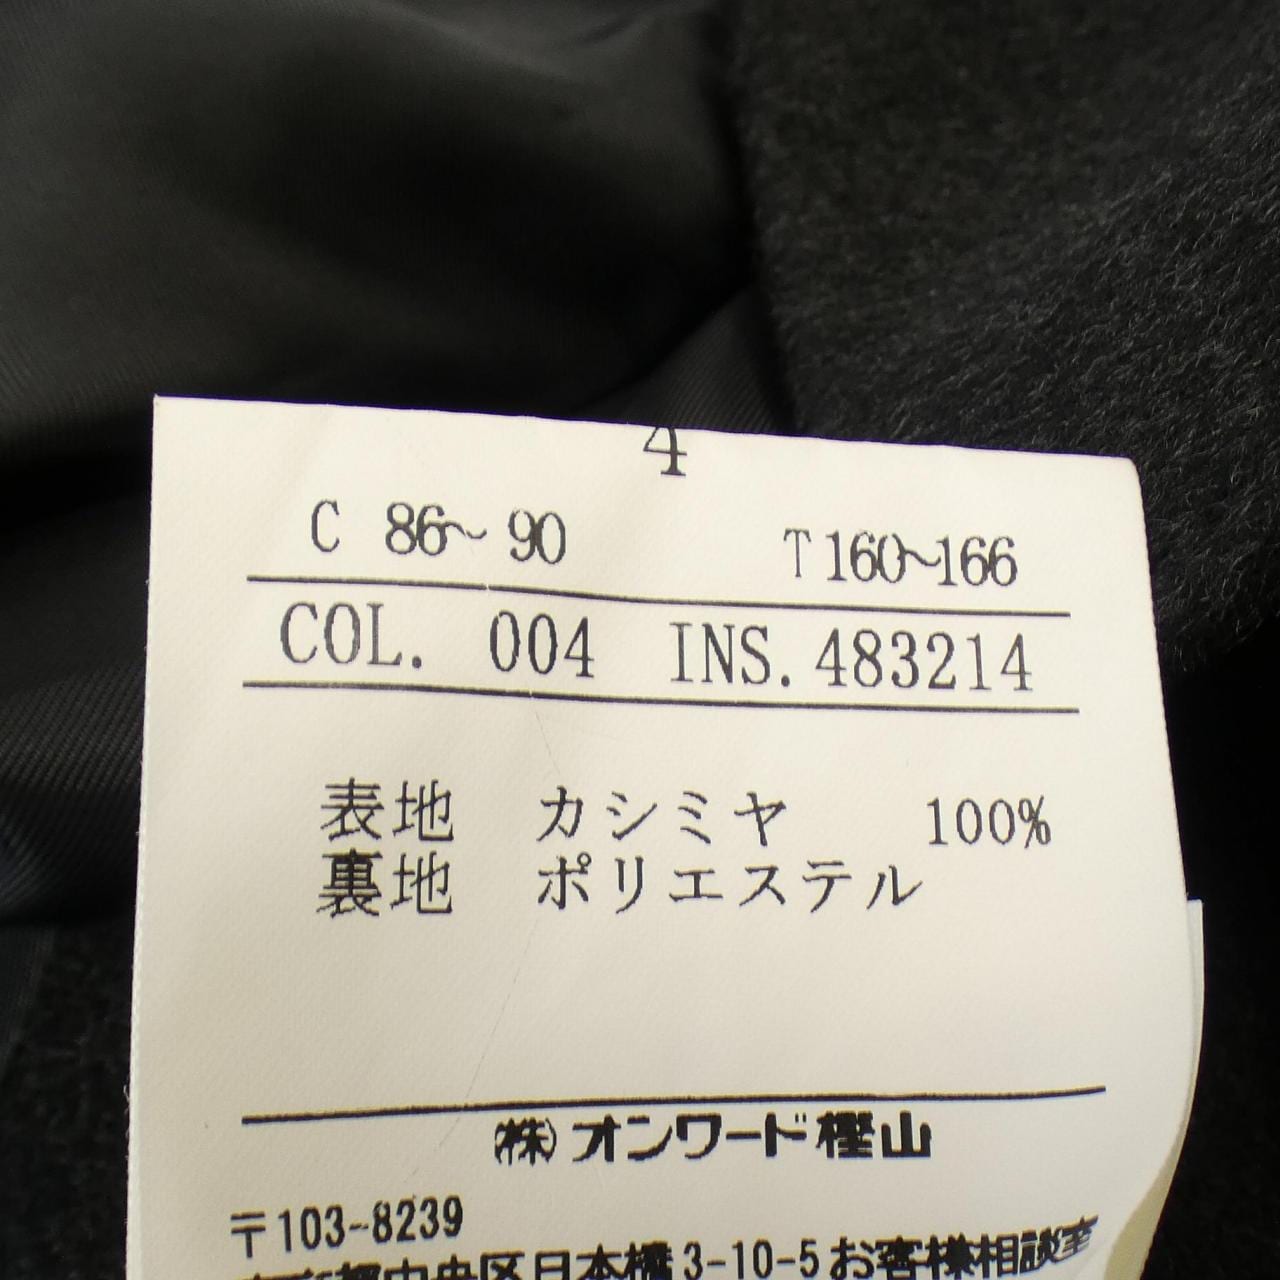 4
C 86～90 T160～166
COL. 004 INS.483214
表地 カシミヤ 100%
裏地 ポリエステル
㈱オンワード樫山
〒103-8239
都中央区日本橋3-10-5お客様相談室